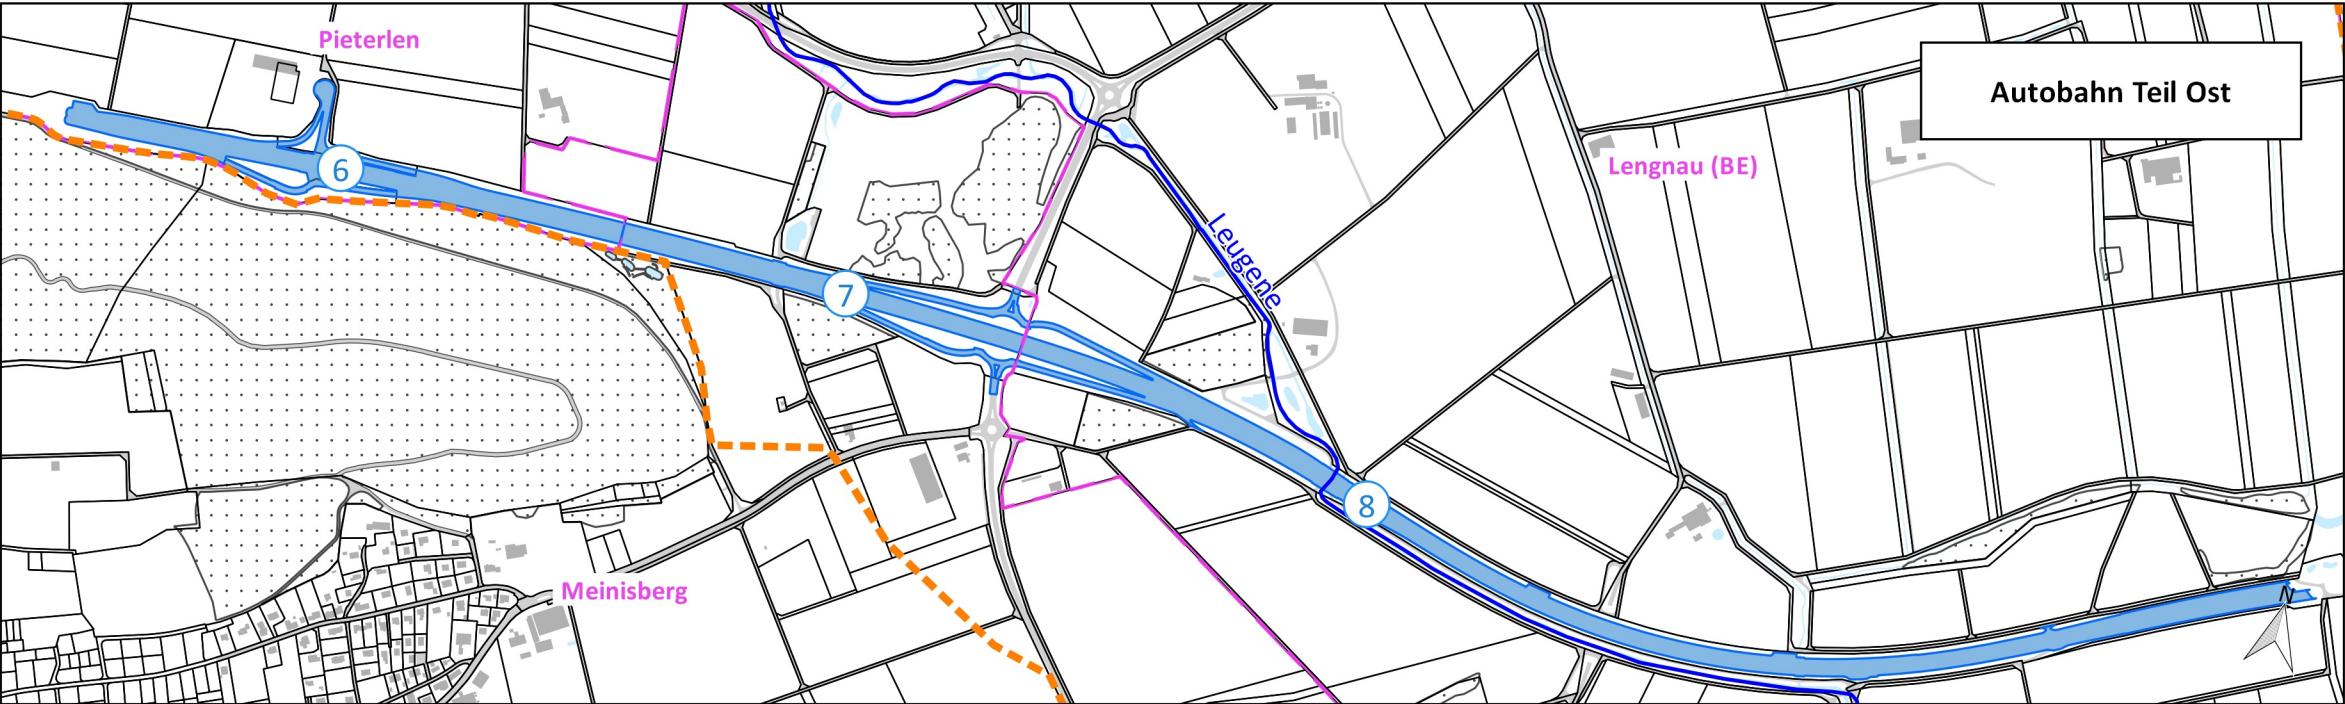 Pieterlen
Autobahn Teil Ost
6
Lengnau (BE)
Leugene
7
8
Meinisberg
N